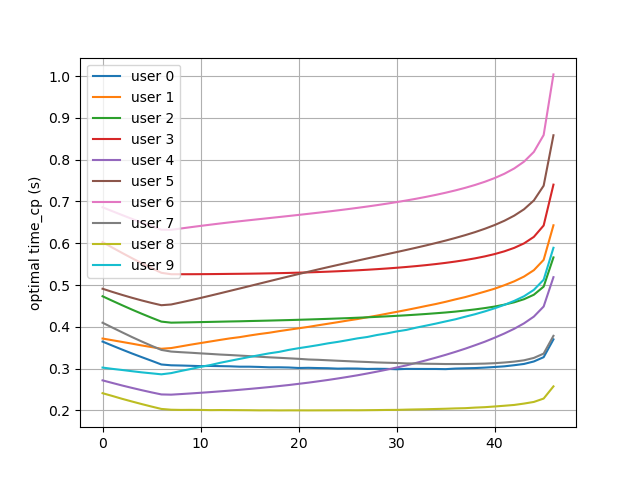 1.0
0.9
0.8
0.7
0.6
0.5
0.4
0.3
0.2
optimal time_cp (s)
user 0
user 1
user 2
user 3
user 4
user 5
user 6
user 7
user 8
user 9
0 10 20 30 40